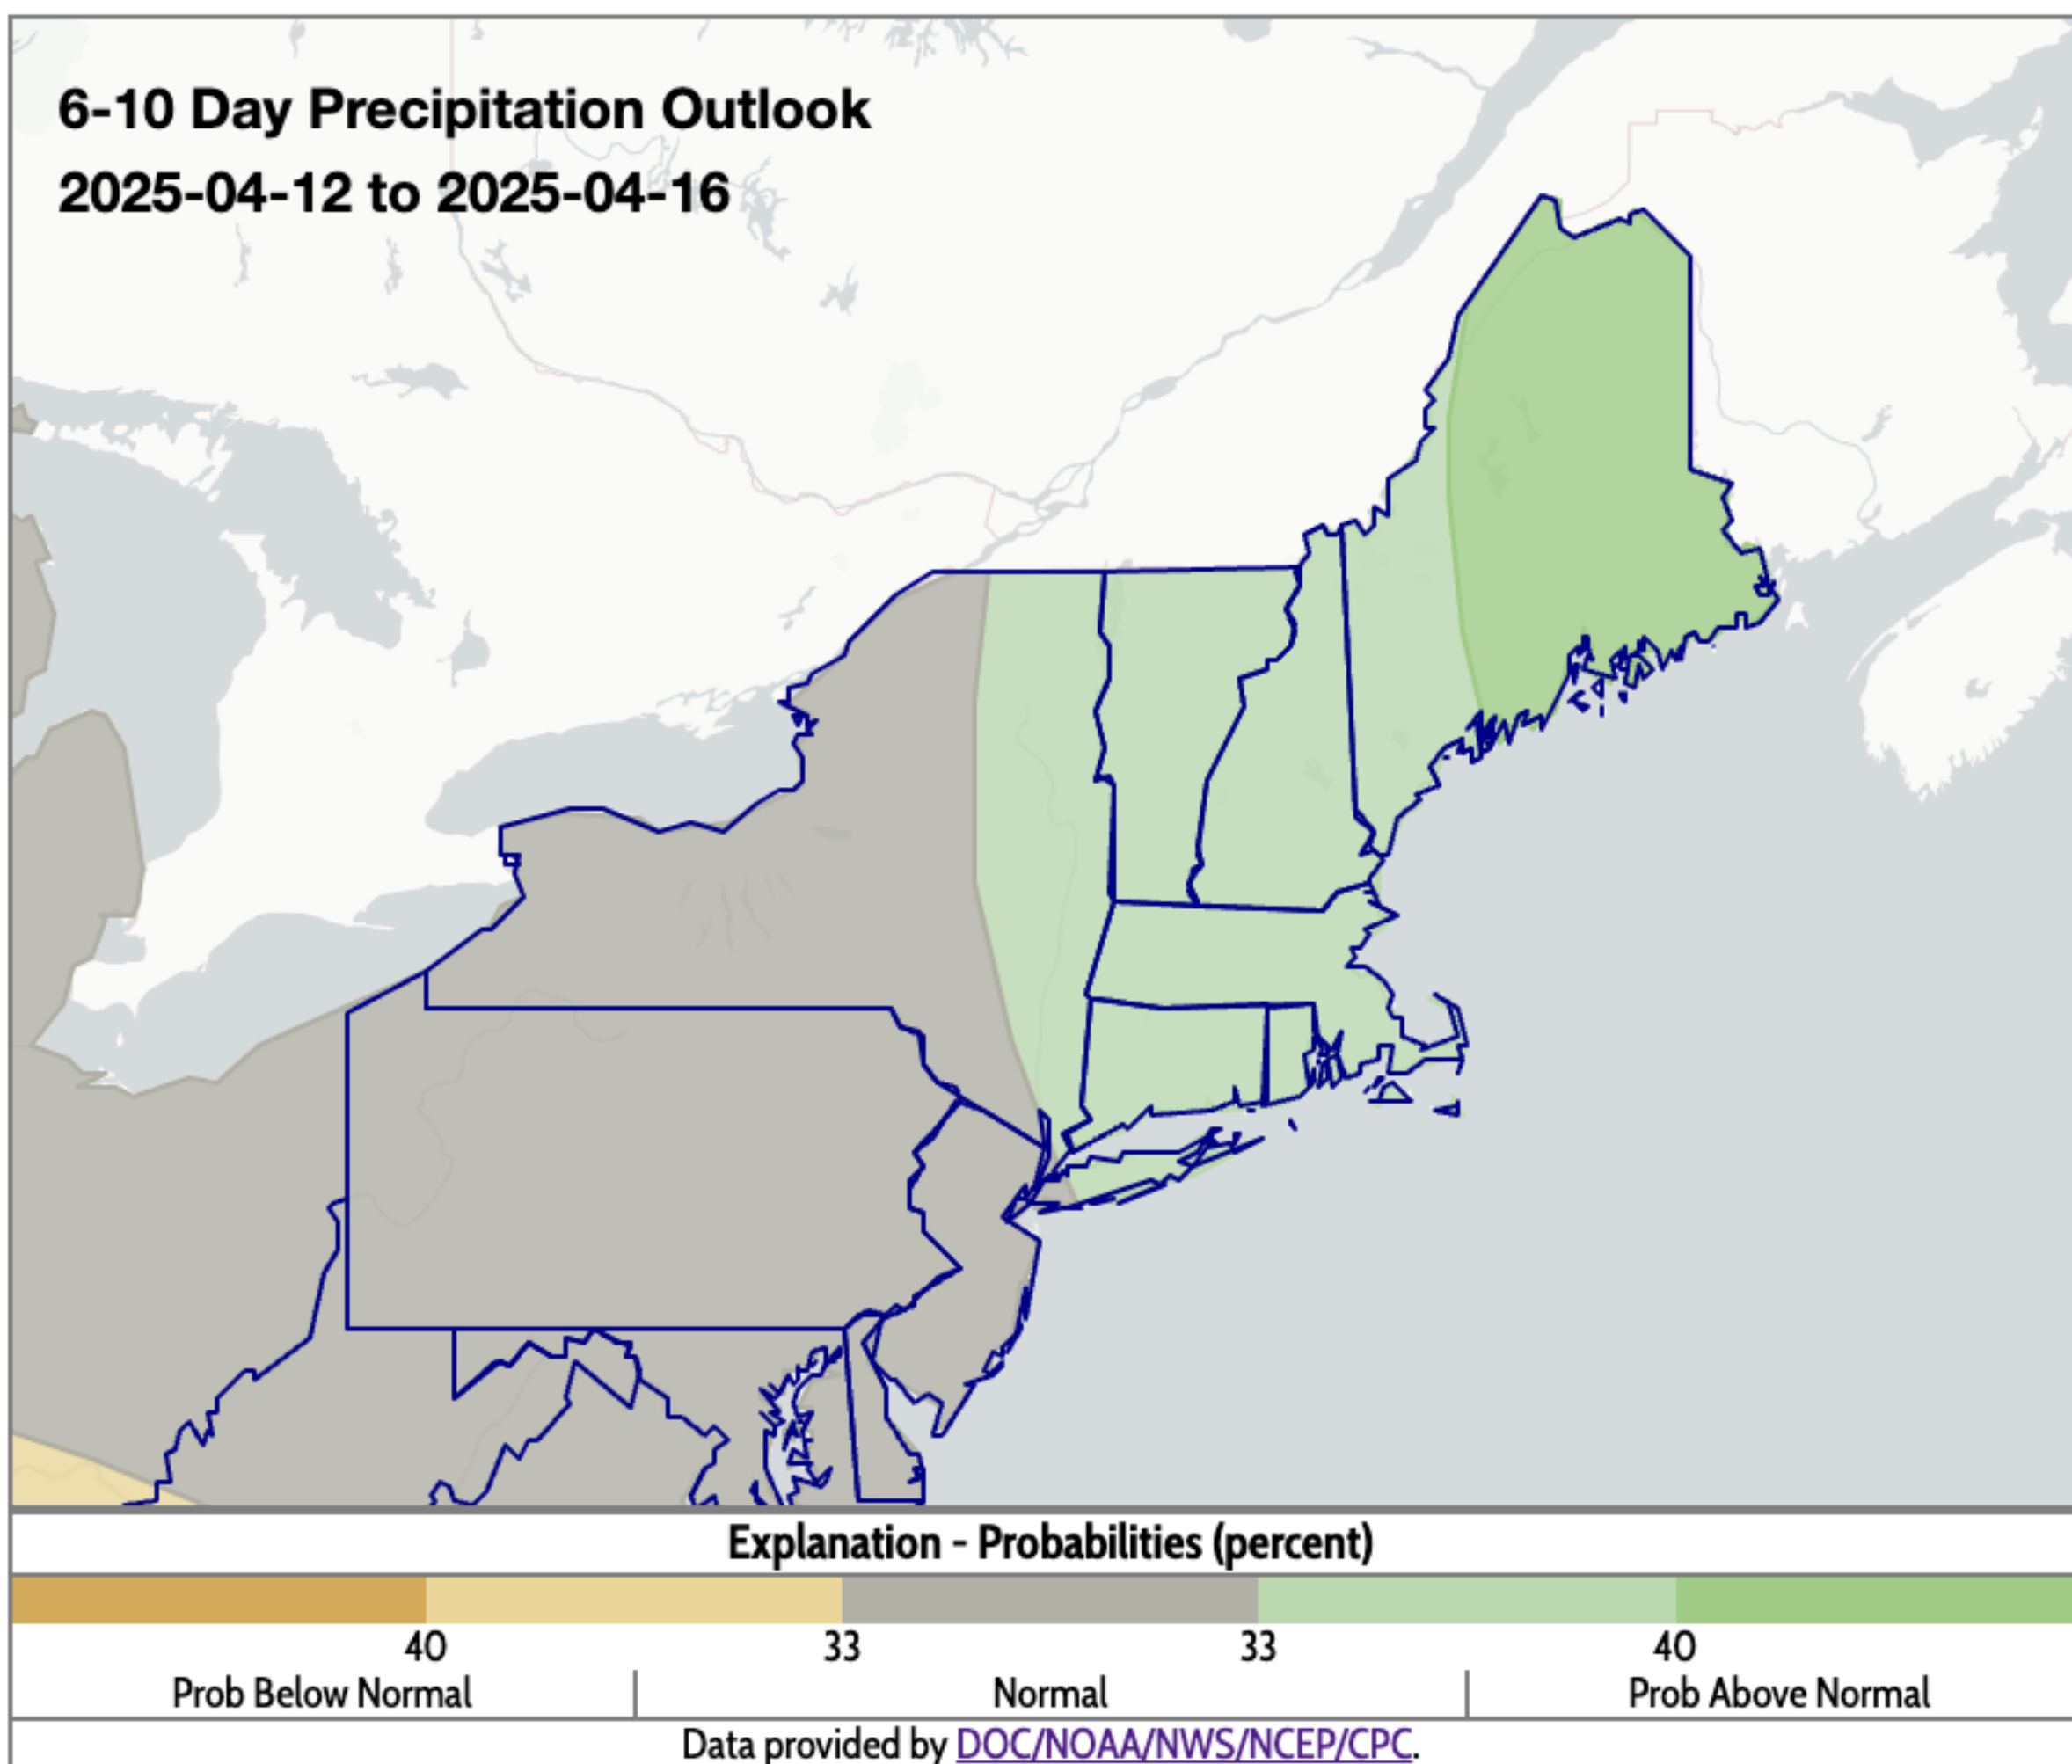 6-10 Day Precipitation Outlook
2025-04-12 to 2025-04-16
Explanation - Probabilities (percent)
40 33 33 40
Prob Below Normal Normal Prob Above Normal
Data provided by DOC/NOAA/NWS/NCEP/CPC.